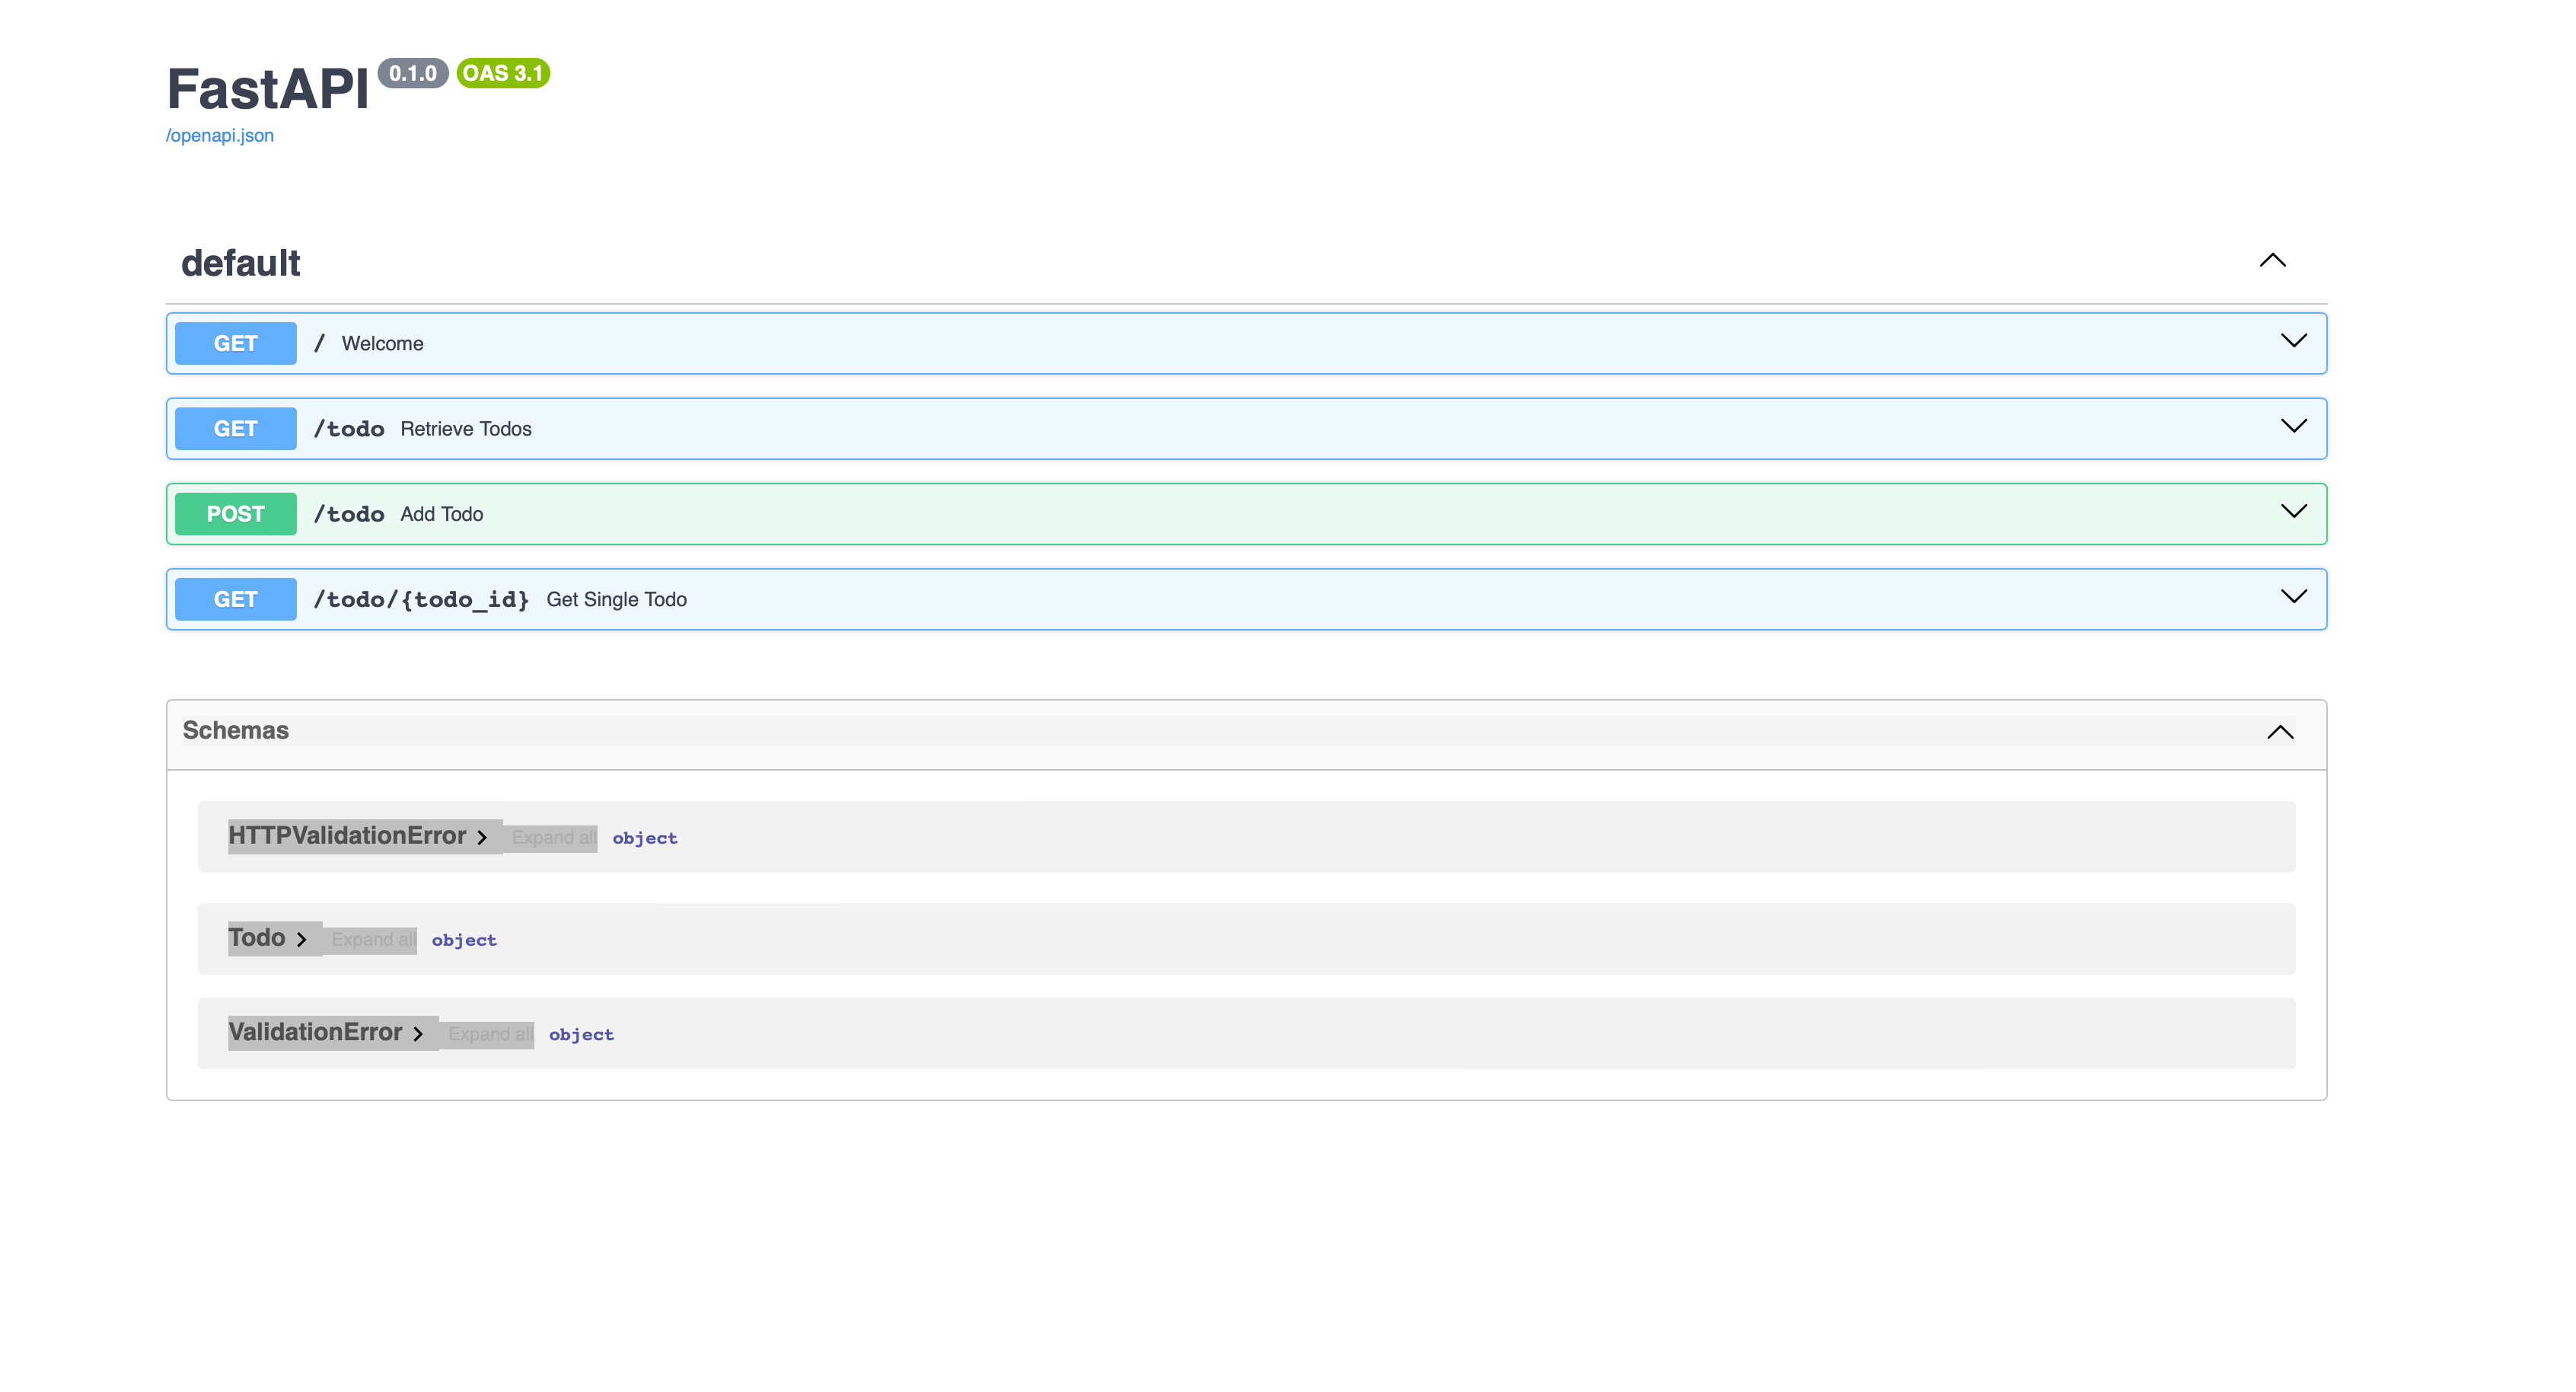 FastAPI 0.1.0 OAS 3.1
/openapi.json
default
GET / Welcome
GET /todo Retrieve Todos
POST /todo Add Todo
GET /todo/{todo_id} Get Single Todo
Schemas
HTTPValidationError Expand all object
Todo Expand all object
ValidationError Expand all object